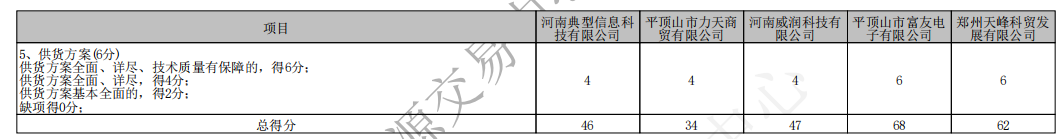 项目
河南典型信息科
技有限公司
平顶山市力天商
贸有限公司
河南威润科技有
限公司
平顶山市富友电
子有限公司
郑州天峰科贸发
展有限公司
5、供货方案(6分)
供货方案全面、详尽、技术质量有保障的，得6分；
供货方案全面、详尽，得4分；
供货方案基本全面的，得2分；
缺项得0分；
4
4
4
6
6
总得分
46
34
47
68
62
源交易中心